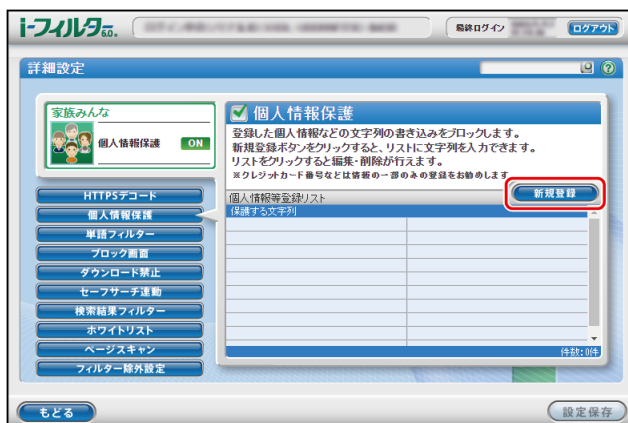 i-フィルター6.0.
最終ログイン
ログアウト
詳細設定
家族みんな
個人情報保護 ON
HTTPSデコード
個人情報保護
単語フィルター
ブロック画面
ダウンロード禁止
セーフサーチ連動
検索結果フィルター
ホワイトリスト
ページスキャン
フィルター除外設定
個人情報保護
登録した個人情報などの文字列の書き込みをブロックします。
新規登録ボタンをクリックすると、リストに文字列を入力できます。
リストをクリックすると編集・削除が行えます。
※クレジットカード番号などは情報の一部のみの登録をお勧めします
新規登録
個人情報等登録リスト
保護する文字列
件数:0件
もどる
設定保存